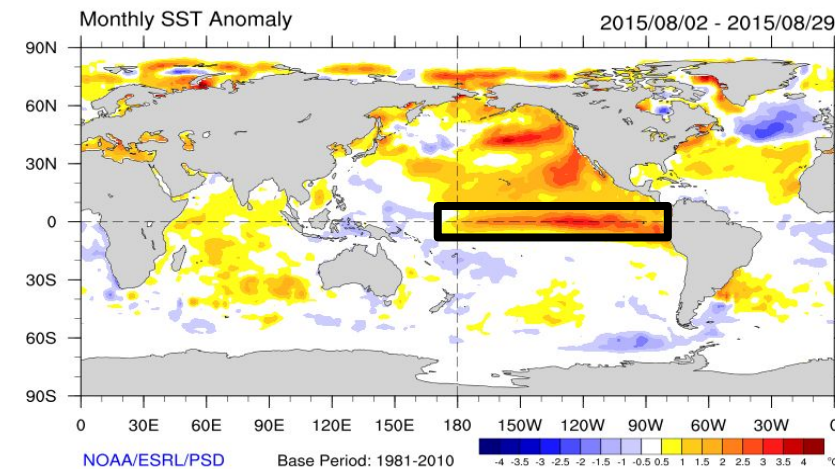 Monthly SST Anomaly 2015/08/02 - 2015/08/29
90N
60N
30N
0
30S
60S
90S
0 30E 60E 90E 120E 150E 180 150W 120W 90W 60W 30W 0
NOAA/ESRL/PSD Base Period: 1981-2010
-4 -3.5 -3 -2.5 -2 -1.5 -1 -0.5 0.5 1 1.5 2 2.5 3 3.5 4